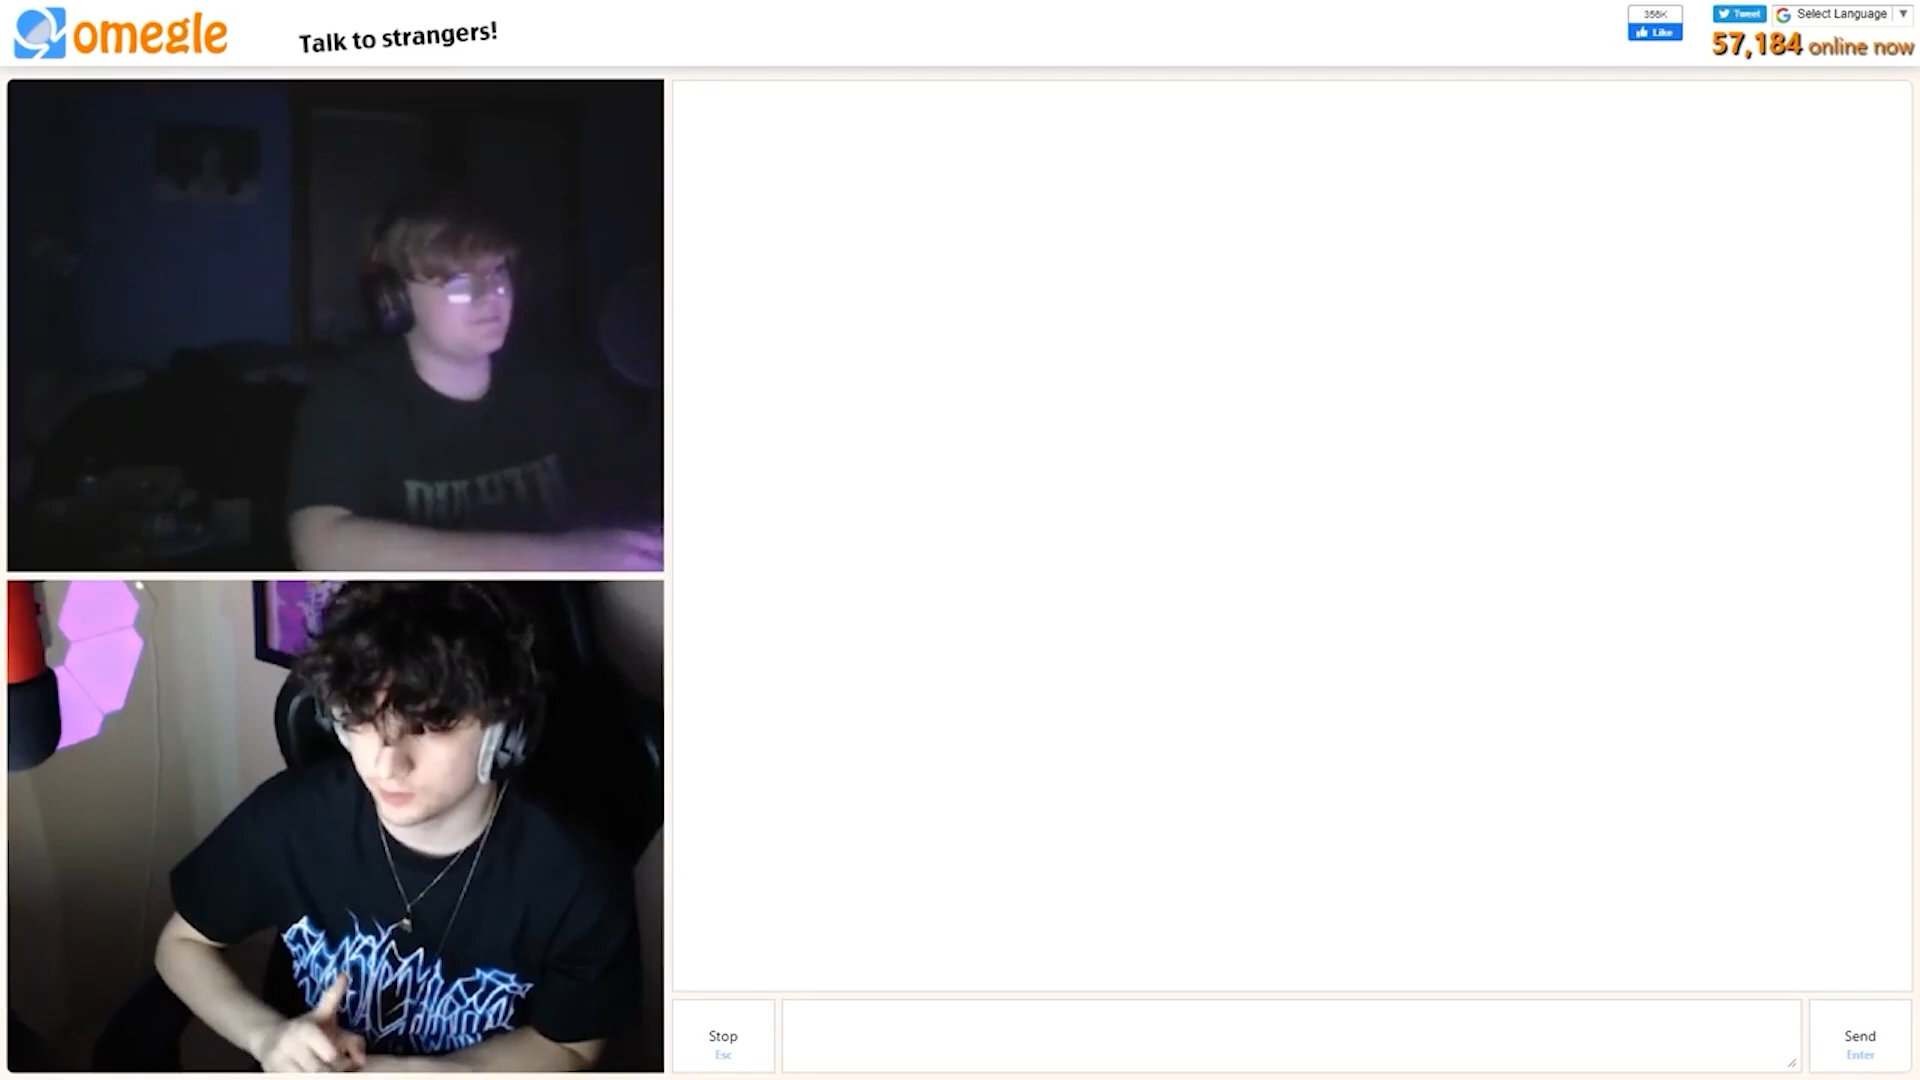 omegle
Talk to strangers!
356K
Like
Tweet
Select Language
57,184 online now
Stop
Esc
Send
Enter